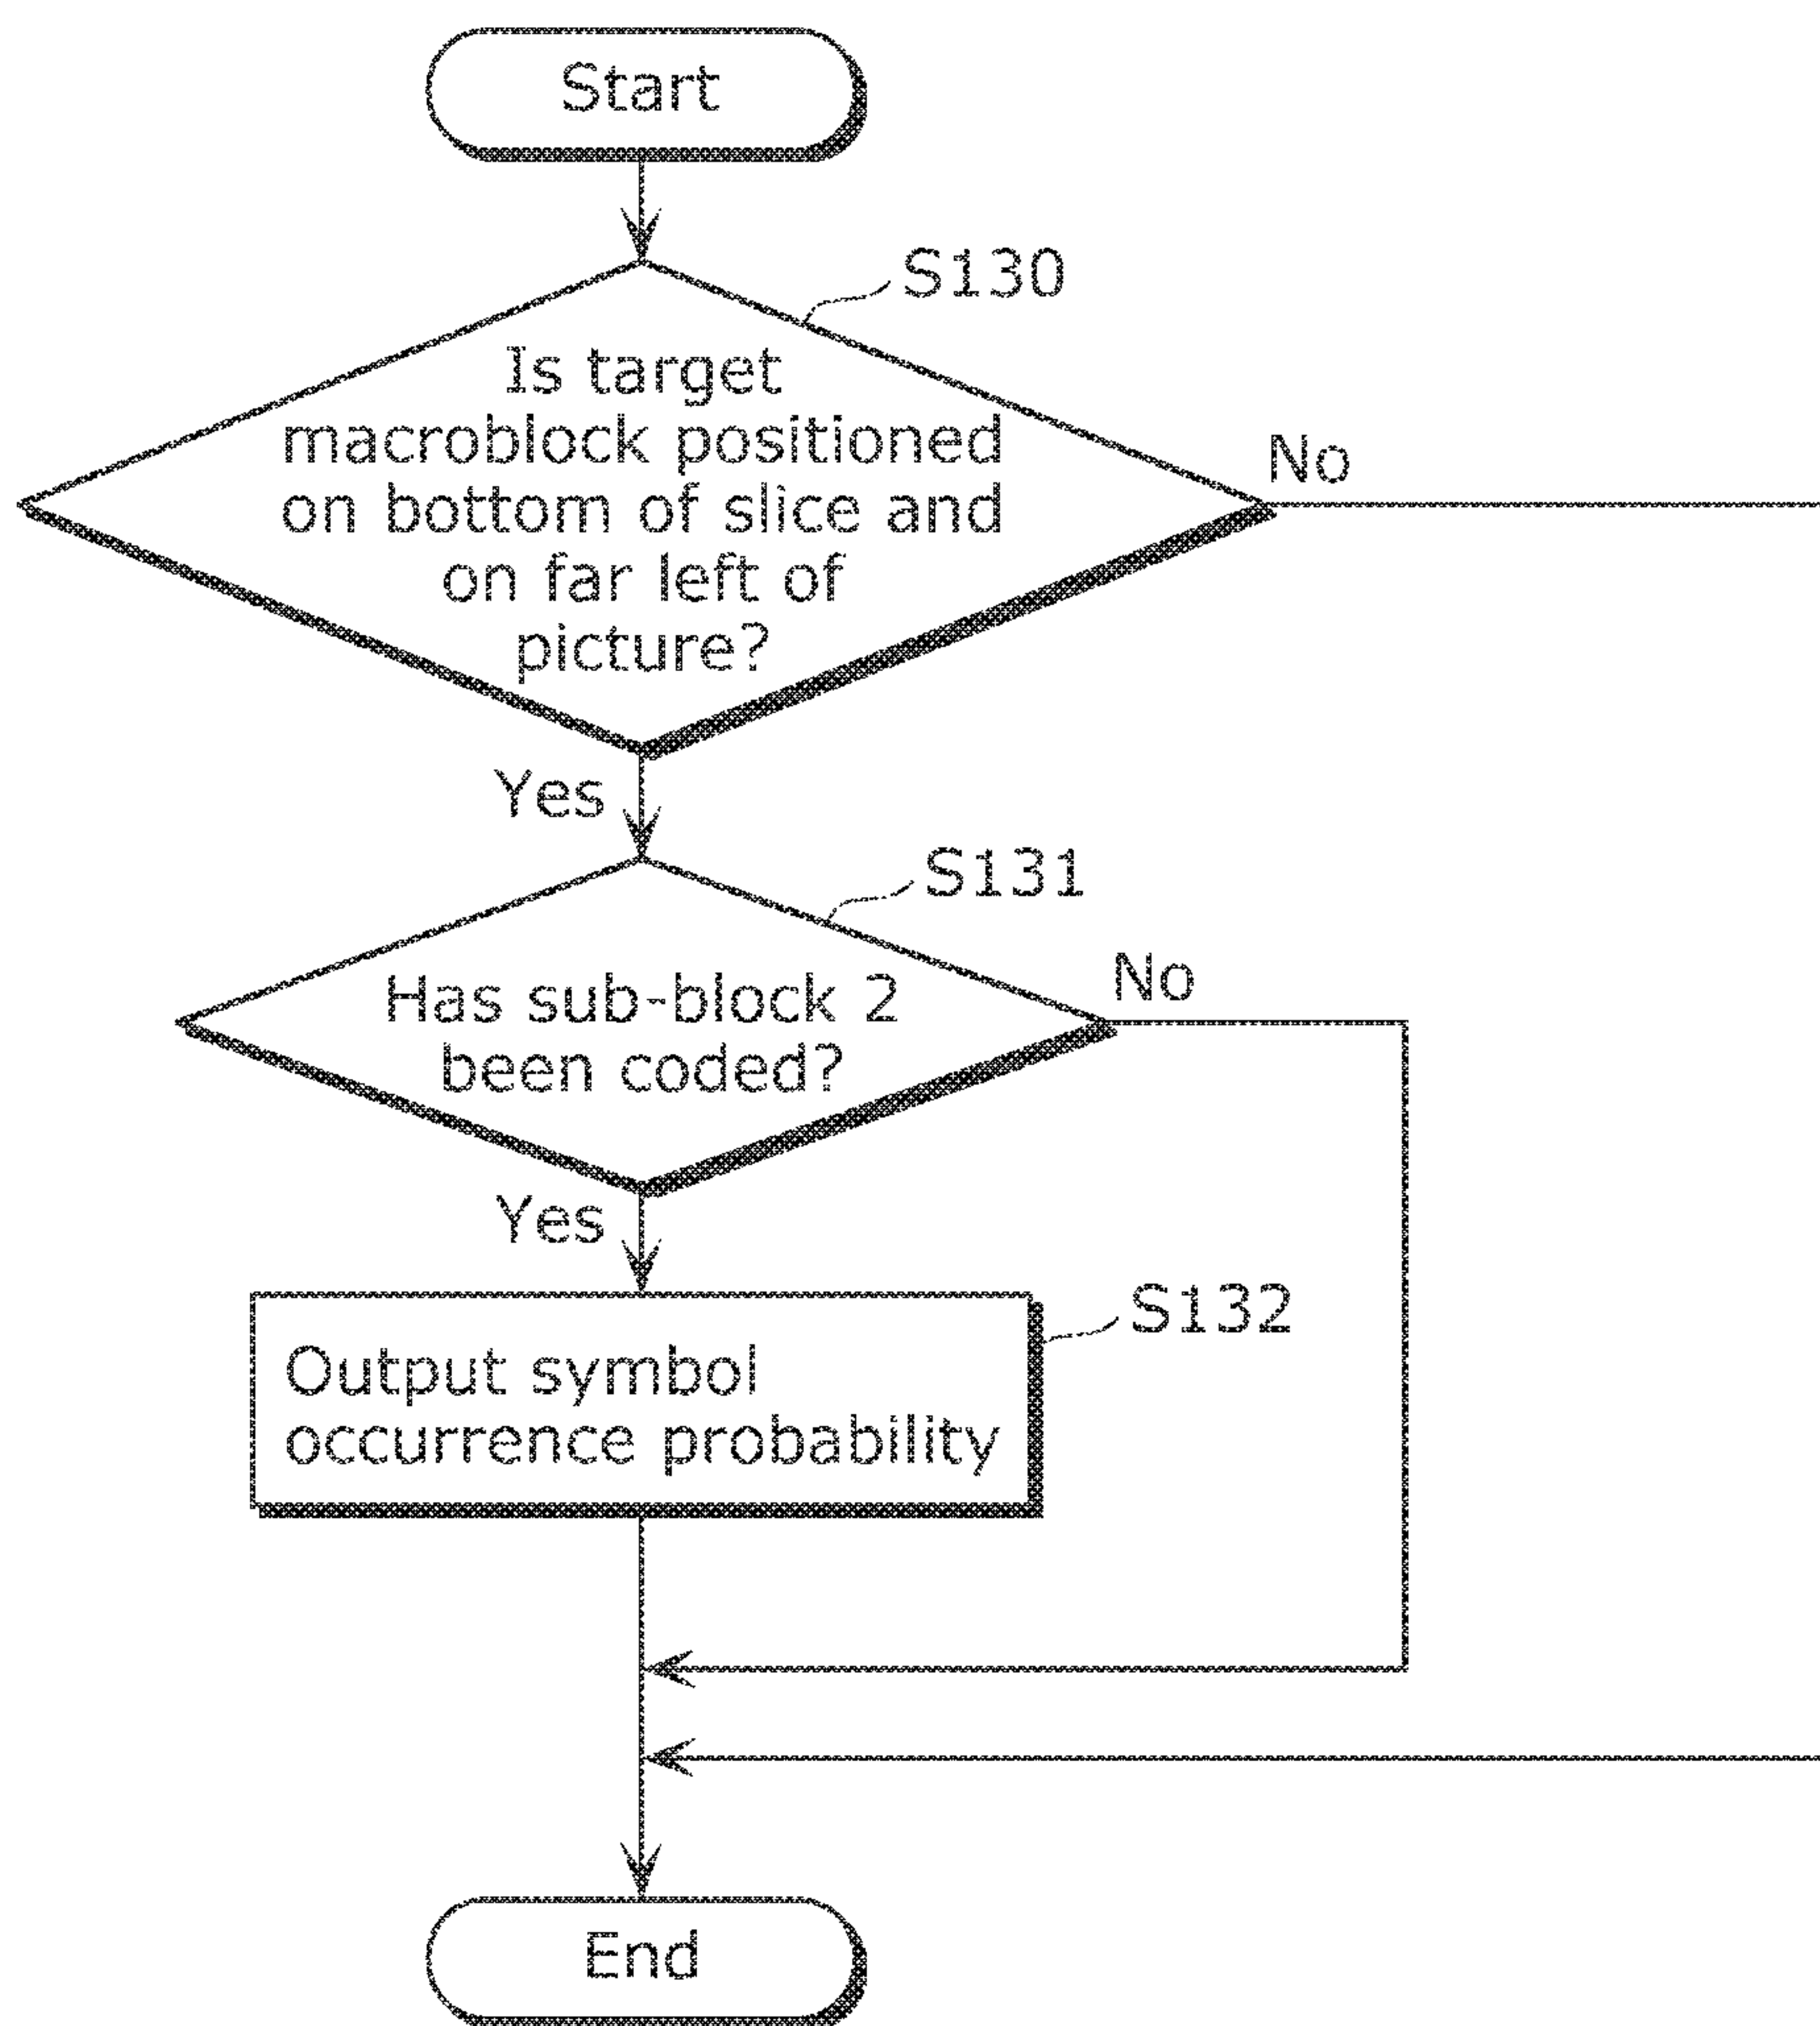 Start
S130
Is target
macroblock positioned
on bottom of slice and
on far left of
picture?
No
Yes
S131
Has sub-block 2
been coded?
No
Yes
S132
Output symbol
occurrence probability
End